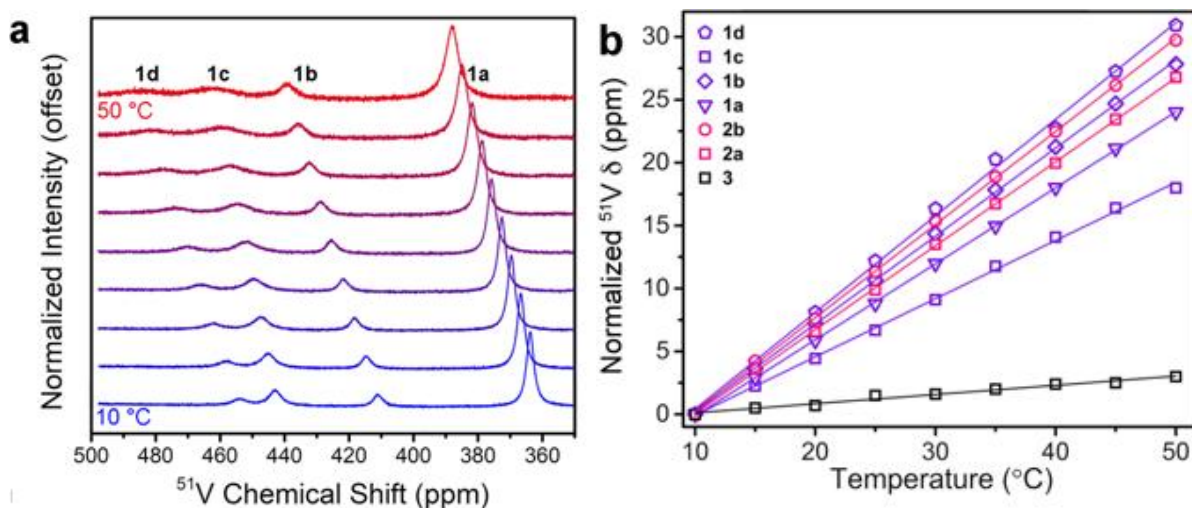 a
Normalized Intensity (offset)
1d 1c 1b 1a
50 °C
10 °C
500 480 460 440 420 400 380 360
⁵¹V Chemical Shift (ppm)
b
Normalized ⁵¹V δ (ppm)
30
25
20
15
10
5
0
1d
1c
1b
1a
2b
2a
3
10 20 30 40 50
Temperature (°C)